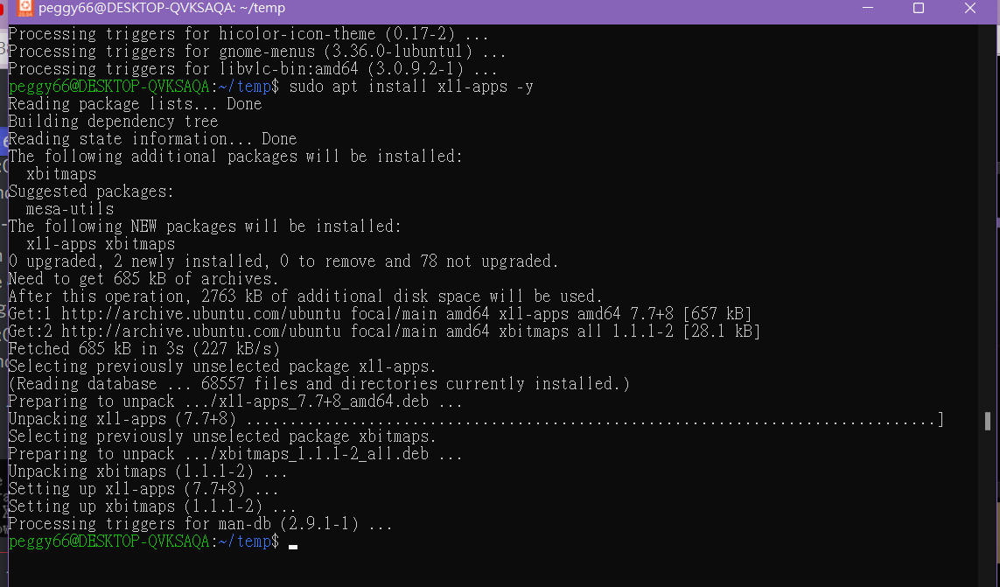 peggy66@DESKTOP-QVKSAQA: ~/temp
Processing triggers for hicolor-icon-theme (0.17-2) ...
Processing triggers for gnome-menus (3.36.0-1ubuntu1) ...
Processing triggers for libvlc-bin:amd64 (3.0.9.2-1) ...
peggy66@DESKTOP-QVKSAQA:~/temp$ sudo apt install x11-apps -y
Reading package lists... Done
Building dependency tree
Reading state information... Done
The following additional packages will be installed:
  xbitmaps
Suggested packages:
  mesa-utils
The following NEW packages will be installed:
  x11-apps xbitmaps
0 upgraded, 2 newly installed, 0 to remove and 78 not upgraded.
Need to get 685 kB of archives.
After this operation, 2763 kB of additional disk space will be used.
Get:1 http://archive.ubuntu.com/ubuntu focal/main amd64 x11-apps amd64 7.7+8 [657 kB]
Get:2 http://archive.ubuntu.com/ubuntu focal/main amd64 xbitmaps all 1.1.1-2 [28.1 kB]
Fetched 685 kB in 3s (227 kB/s)
Selecting previously unselected package x11-apps.
(Reading database ... 68557 files and directories currently installed.)
Preparing to unpack .../x11-apps_7.7+8_amd64.deb ...
Unpacking x11-apps (7.7+8) ...............................................................................]
Selecting previously unselected package xbitmaps.
Preparing to unpack .../xbitmaps_1.1.1-2_all.deb ...
Unpacking xbitmaps (1.1.1-2) ...
Setting up x11-apps (7.7+8) ...
Setting up xbitmaps (1.1.1-2) ...
Processing triggers for man-db (2.9.1-1) ...
peggy66@DESKTOP-QVKSAQA:~/temp$